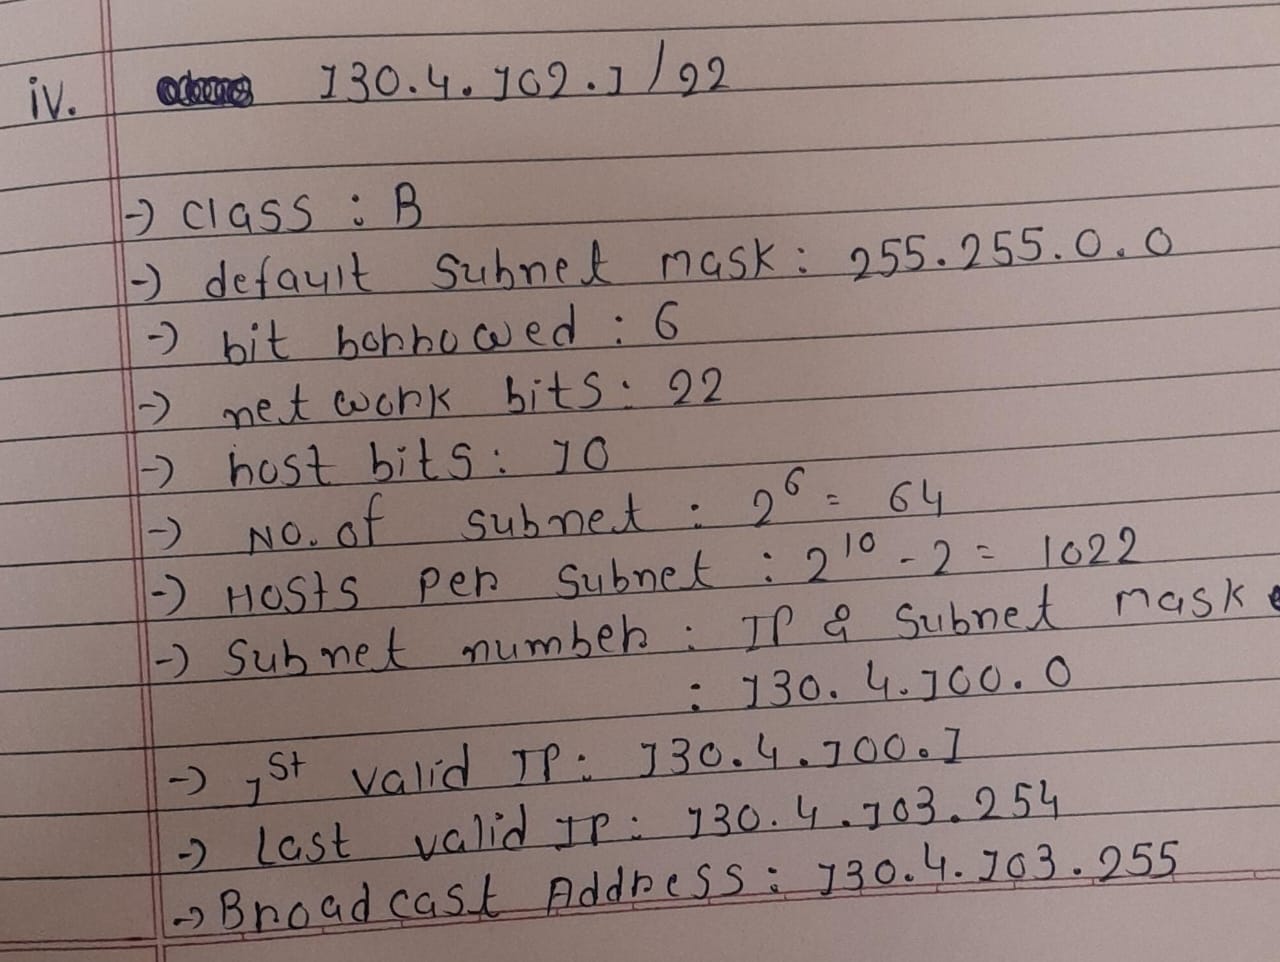 iv. 130.4.102.1/22
-) class : B
-) default subnet mask : 255.255.0.0
-) bit borrowed : 6
-) network bits : 22
-) host bits : 10
-) NO. of subnet : 2^6 = 64
-) Hosts per subnet : 2^10 - 2 = 1022
-) Subnet number : IP & Subnet mask
: 130.4.100.0
-) 1st valid IP : 130.4.100.1
-) Last valid IP : 130.4.103.254
-) Broadcast Address : 130.4.103.255